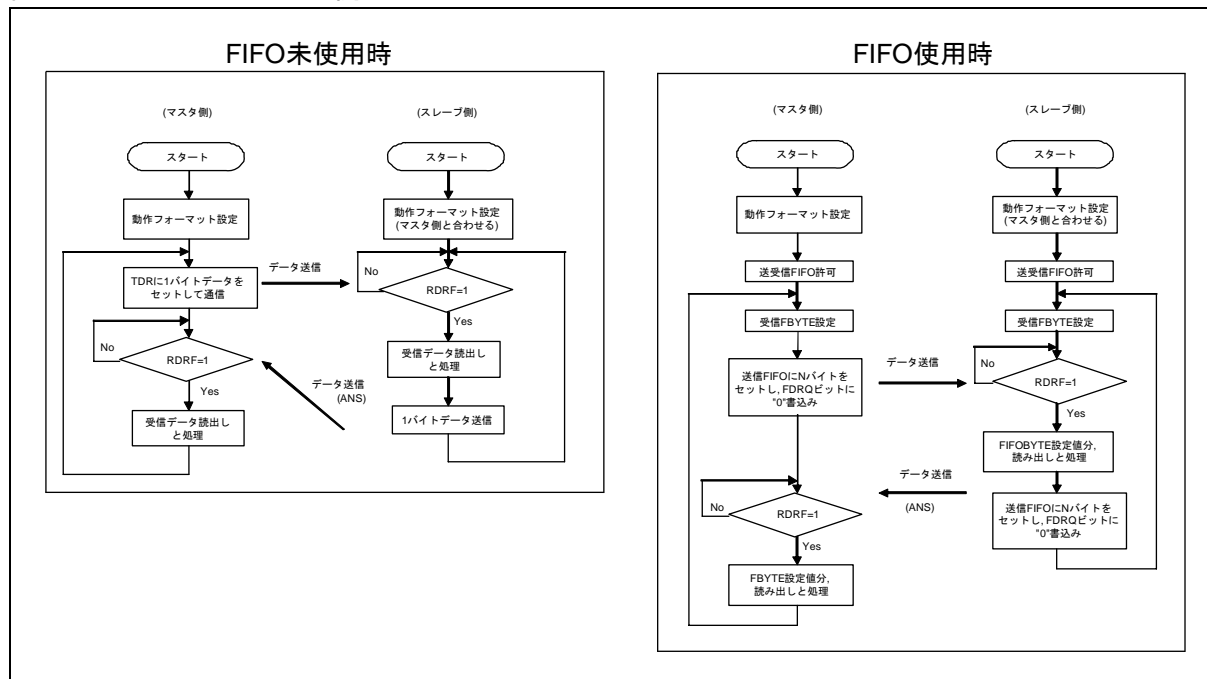 FIFO未使用時
(マスタ側)
スタート
動作フォーマット設定
TDRに1バイトデータを
セットして通信
No
RDRF=1
Yes
受信データ読出し
と処理
データ送信
データ送信
(ANS)
(スレーブ側)
スタート
動作フォーマット設定
(マスタ側と合わせる)
No
RDRF=1
Yes
受信データ読出し
と処理
1バイトデータ送信
FIFO使用時
(マスタ側)
スタート
動作フォーマット設定
送受信FIFO許可
受信FBYTE設定
送信FIFOにNバイトを
セットし, FDRQビットに
"0"書込み
No
RDRF=1
Yes
FBYTE設定値分,
読み出しと処理
データ送信
データ送信
(ANS)
(スレーブ側)
スタート
動作フォーマット設定
(マスタ側と合わせる)
送受信FIFO許可
受信FBYTE設定
No
RDRF=1
Yes
FIFOBYTE設定値分,
読み出しと処理
送信FIFOにNバイトを
セットし, FDRQビットに
"0"書込み